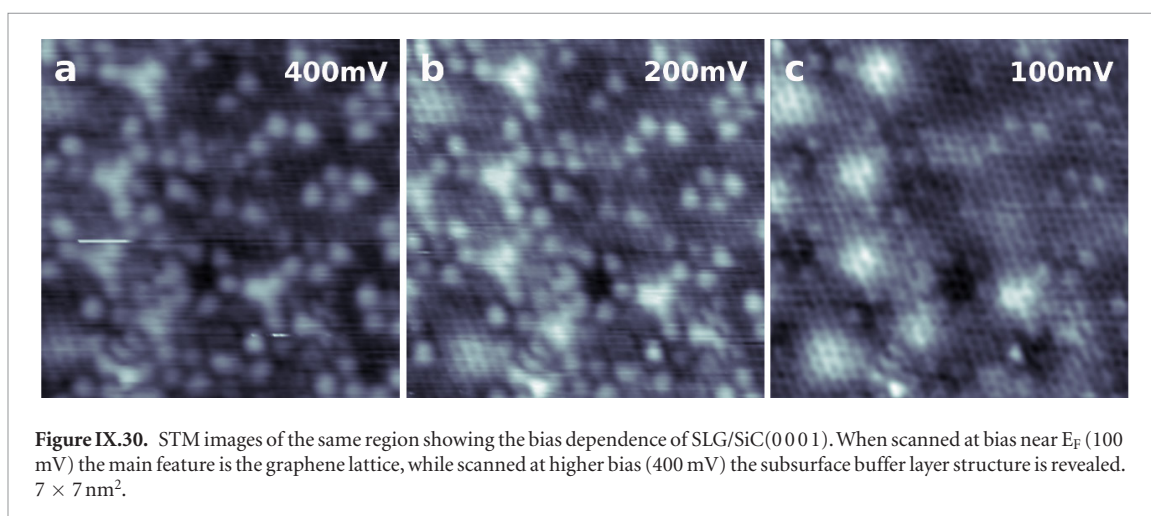 a 400mV b 200mV c 100mV
Figure IX.30. STM images of the same region showing the bias dependence of SLG/SiC(0 0 0 1). When scanned at bias near EF (100
mV) the main feature is the graphene lattice, while scanned at higher bias (400 mV) the subsurface buffer layer structure is revealed.
7 × 7 nm².